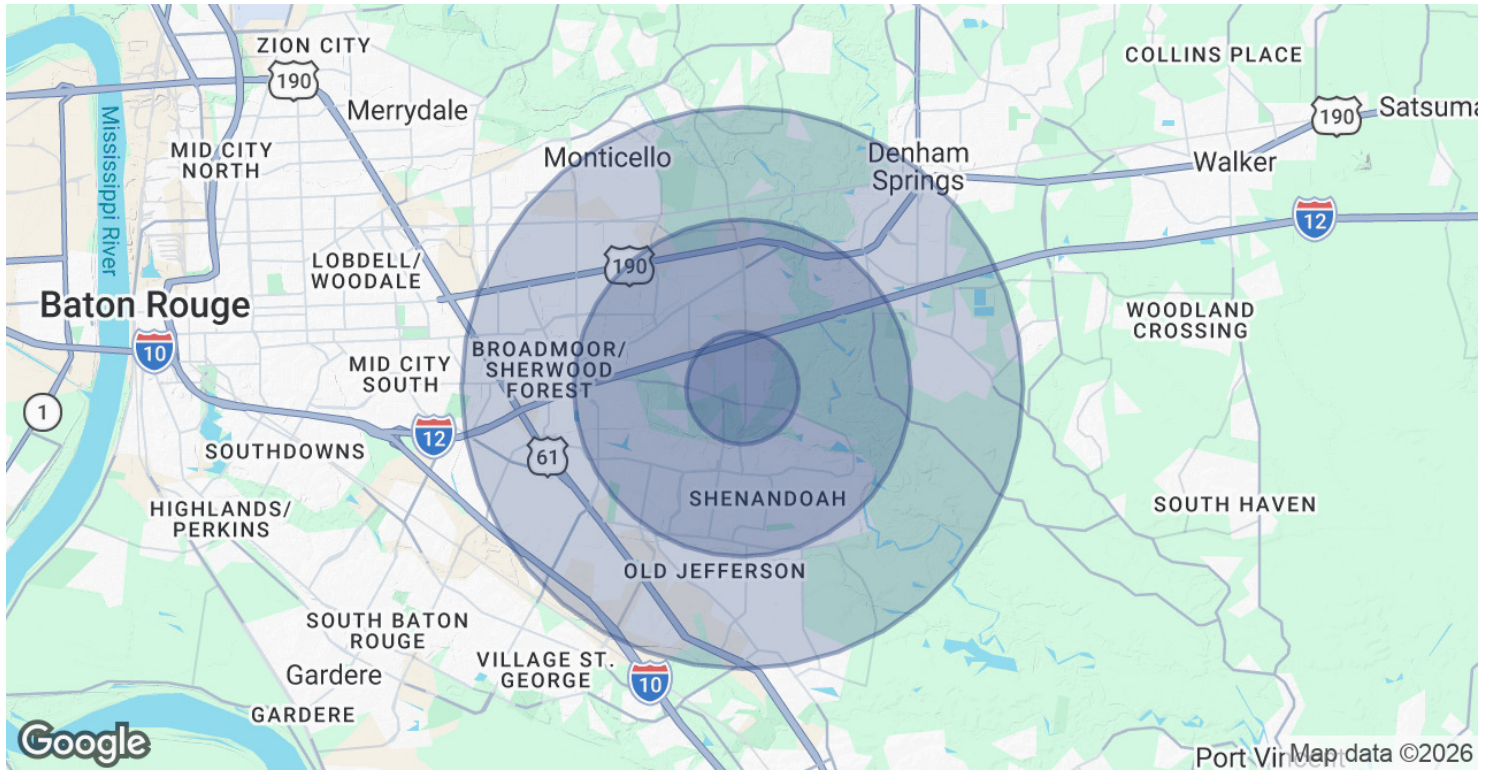 ZION CITY
190
Merrydale
COLLINS PLACE
190
Satsuma
Mississippi River
MID CITY
NORTH
Monticello
Denham
Springs
Walker
12
LOBDELL/
WOODALE
190
Baton Rouge
10
WOODLAND
CROSSING
BROADMOOR/
SHERWOOD
FOREST
MID CITY
SOUTH
1
12
61
SOUTHDOWNS
SHENANDOAH
SOUTH HAVEN
HIGHLANDS/
PERKINS
OLD JEFFERSON
SOUTH BATON
ROUGE
VILLAGE ST.
GEORGE
Gardere
10
GARDERE
Google
Port Vincent
Map data ©2026